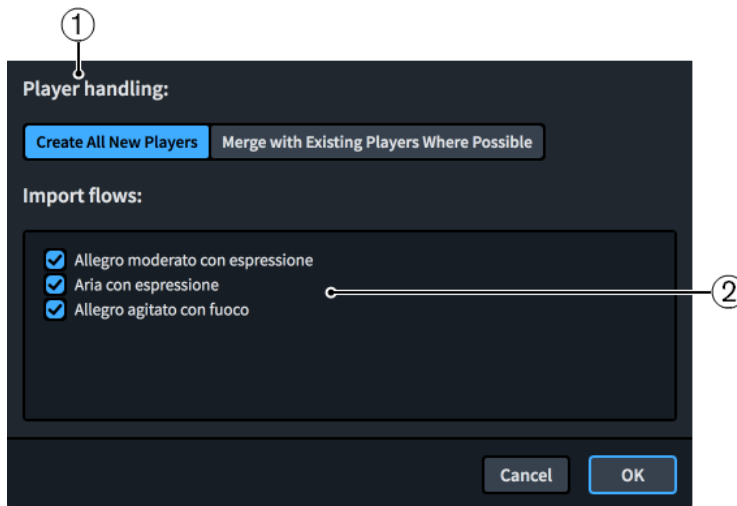 1
Player handling:
Create All New Players Merge with Existing Players Where Possible
Import flows:
Allegro moderato con espressione
Aria con espressione
2
Allegro agitato con fuoco
Cancel OK